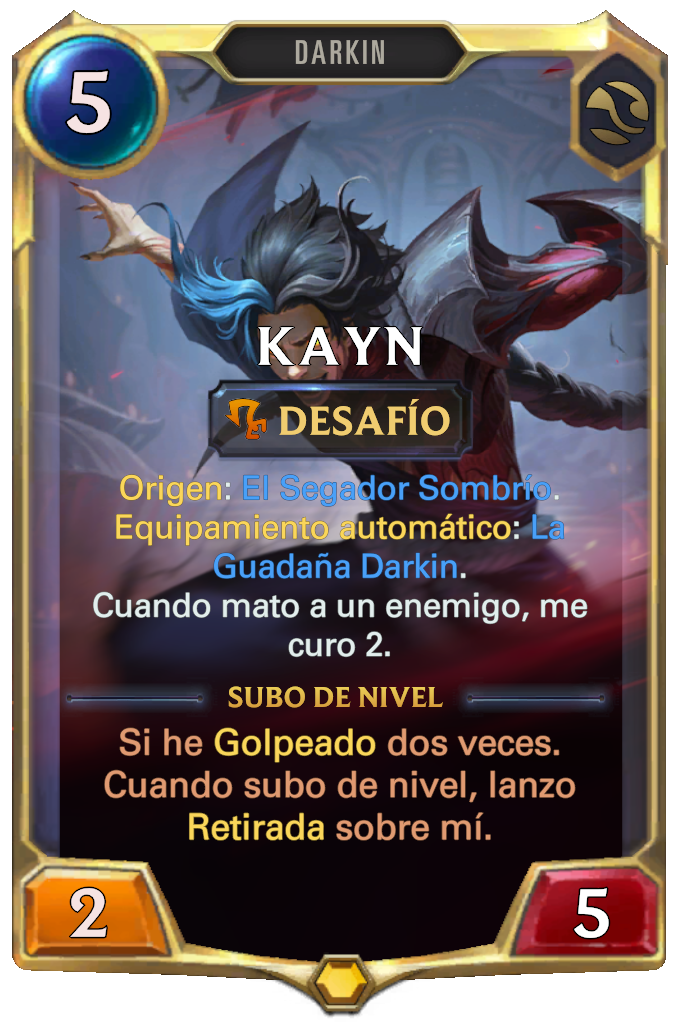 DARKIN
5
KAYN
DESAFÍO
Origen: El Segador Sombrío.
Equipamiento automático: La
Guadaña Darkin.
Cuando mato a un enemigo, me
curo 2.
SUBO DE NIVEL
Si he Golpeado dos veces.
Cuando subo de nivel, lanzo
Retirada sobre mí.
2
5